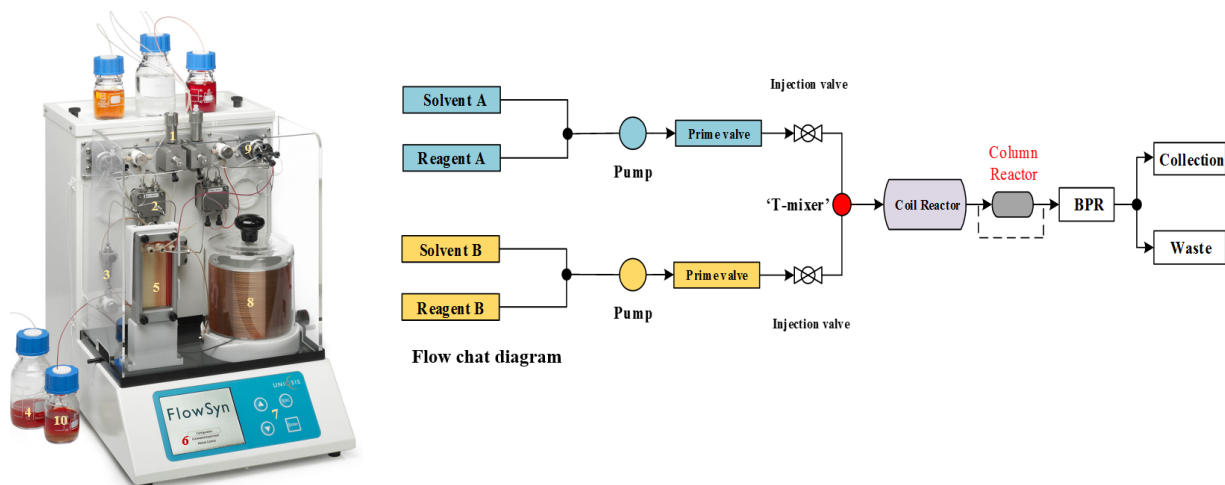 1
9
2
3
5
8
4
10
UNIQSIS
FlowSyn
6
7
Injection valve
Solvent A
Reagent A
Pump
Prime valve
'T-mixer'
Coil Reactor
Column
Reactor
BPR
Collection
Waste
Solvent B
Reagent B
Pump
Prime valve
Injection valve
Flow chat diagram